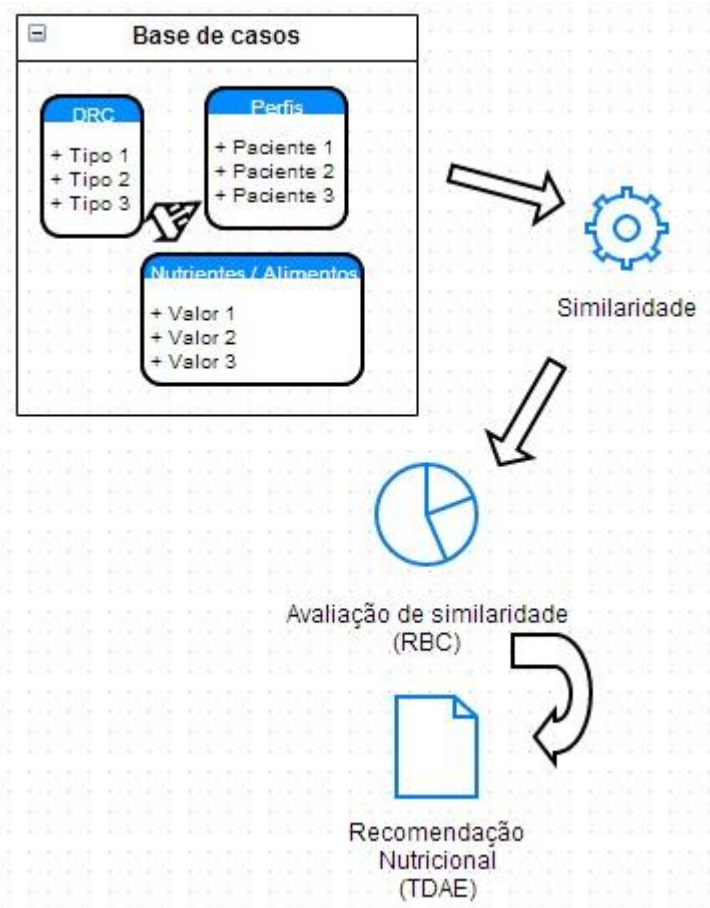 Base de casos
DRC
+ Tipo 1
+ Tipo 2
+ Tipo 3
Perfis
+ Paciente 1
+ Paciente 2
+ Paciente 3
Nutrientes / Alimentos
+ Valor 1
+ Valor 2
+ Valor 3
Similaridade
Avaliação de similaridade
(RBC)
Recomendação
Nutricional
(TDAE)